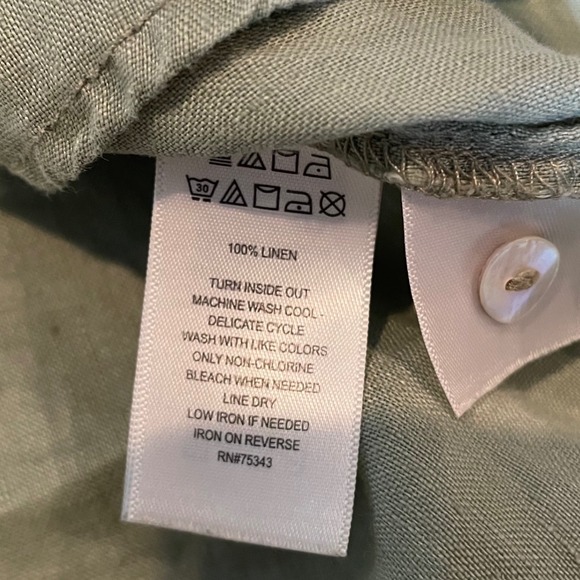 30
100% LINEN
TURN INSIDE OUT
MACHINE WASH COOL -
DELICATE CYCLE
WASH WITH LIKE COLORS
ONLY NON-CHLORINE
BLEACH WHEN NEEDED
LINE DRY
LOW IRON IF NEEDED
IRON ON REVERSE
RN#75343